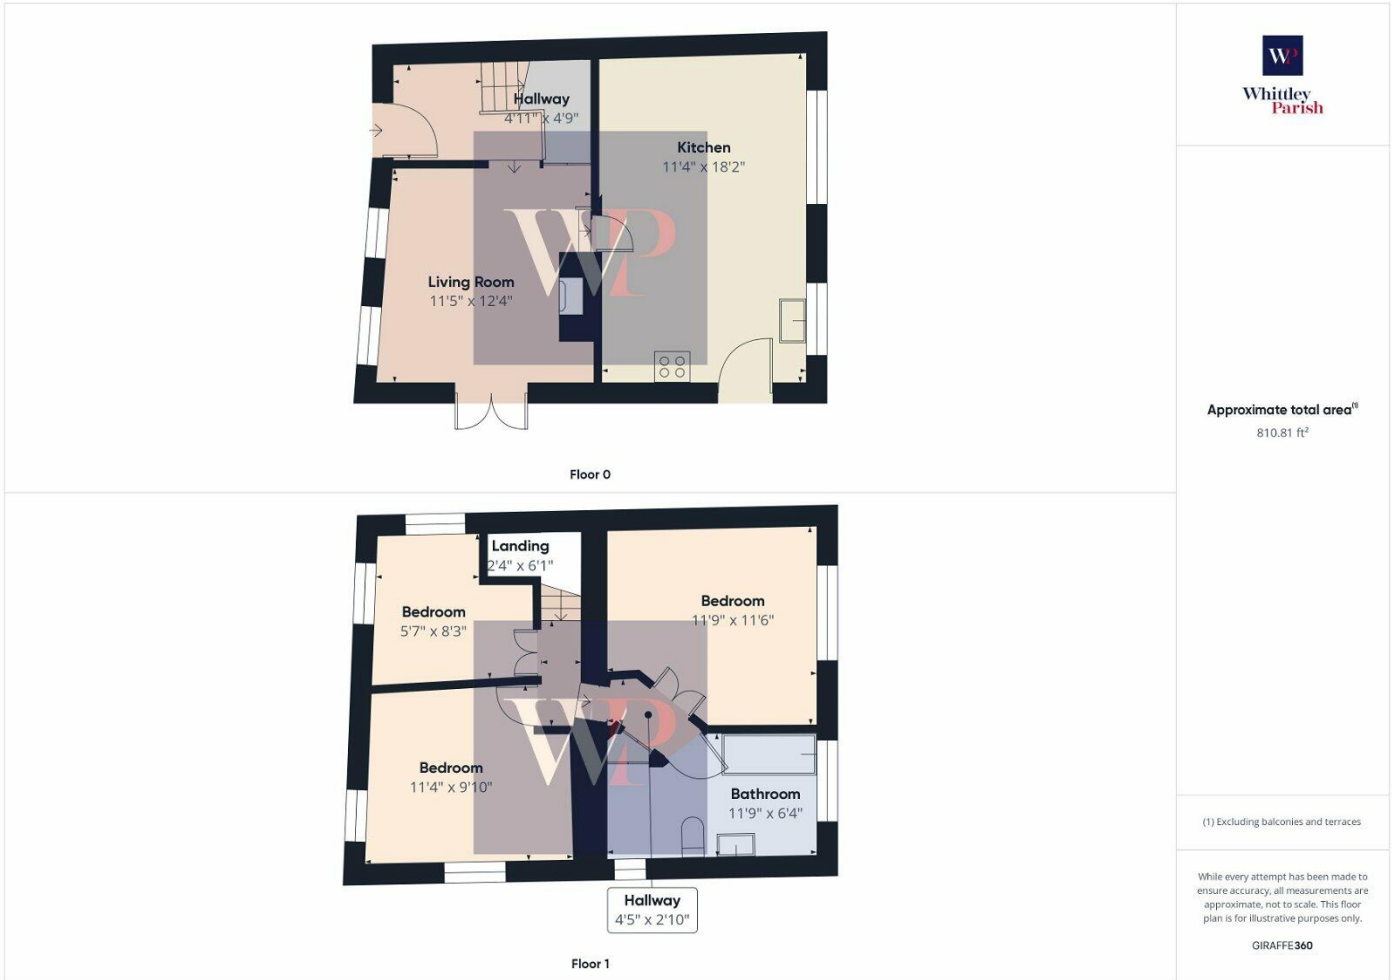 Hallway
4'11" x 4'9"
Kitchen
11'4" x 18'2"
WP
Living Room
11'5" x 12'4"
Floor 0
Landing
2'4" x 6'1"
Bedroom
5'7" x 8'3"
Bedroom
11'9" x 11'6"
WP
Bedroom
11'4" x 9'10"
Bathroom
11'9" x 6'4"
Hallway
4'5" x 2'10"
Floor 1
WP
Whittley
Parish
Approximate total area(1)
810.81 ft²
(1) Excluding balconies and terraces
While every attempt has been made to
ensure accuracy, all measurements are
approximate, not to scale. This floor
plan is for illustrative purposes only.
GIRAFFE360